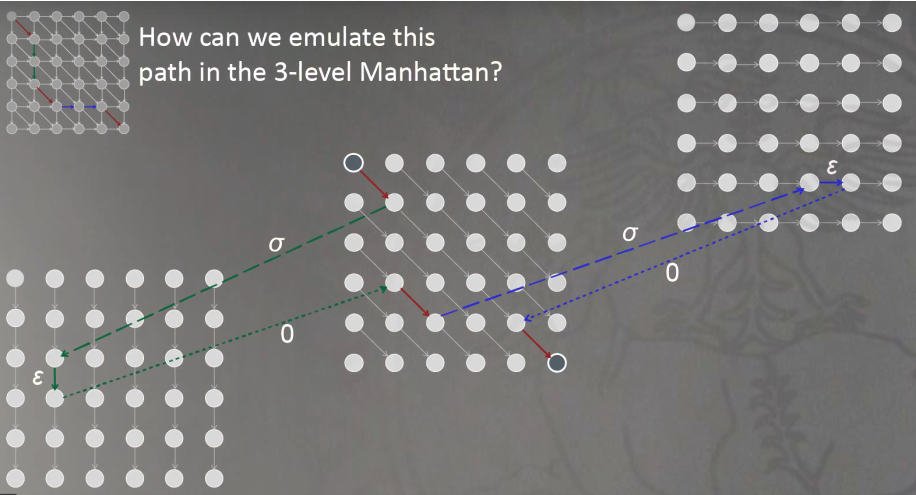 How can we emulate this
path in the 3-level Manhattan?
ε
σ
σ
0
0
ε